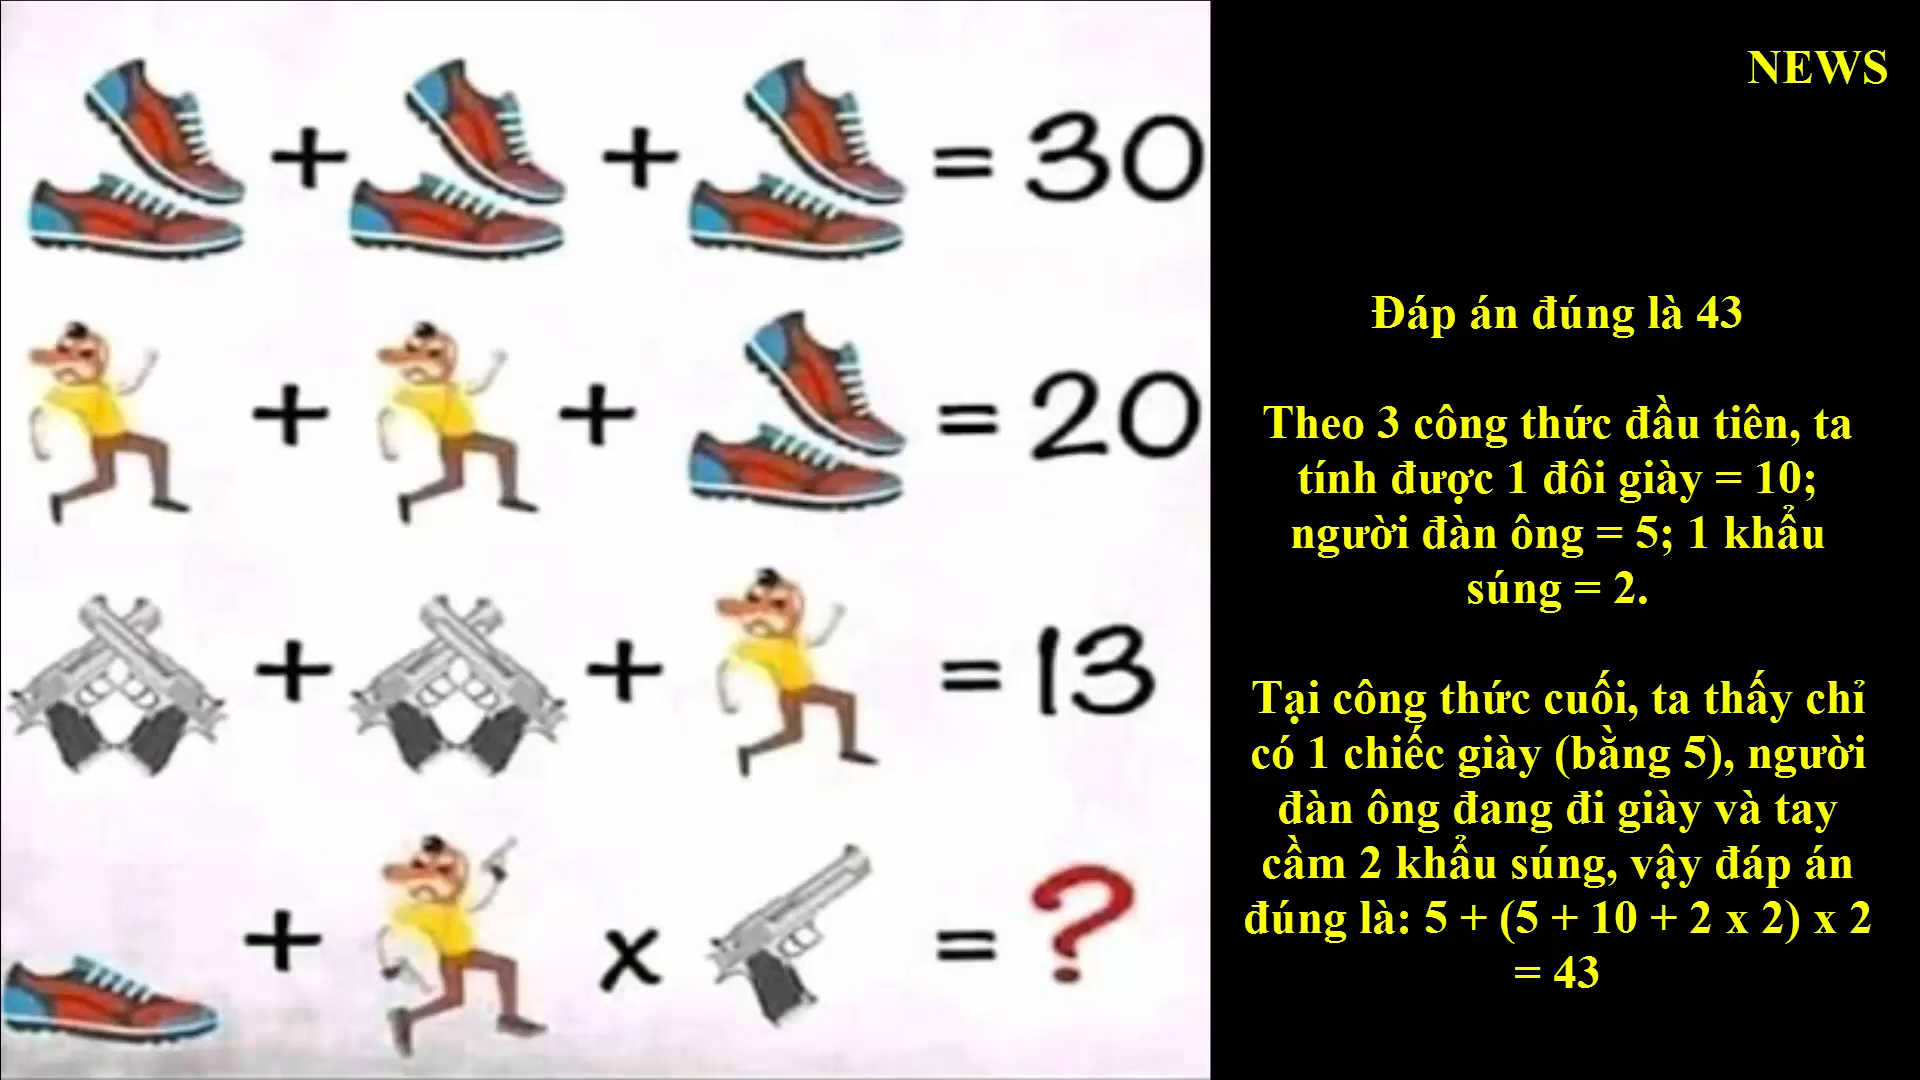 + + = 30
+ + = 20
+ + = 13
+ x = ?
NEWS
Đáp án đúng là 43
Theo 3 công thức đầu tiên, ta
tính được 1 đôi giày = 10;
người đàn ông = 5; 1 khẩu
súng = 2.
Tại công thức cuối, ta thấy chỉ
có 1 chiếc giày (bằng 5), người
đàn ông đang đi giày và tay
cầm 2 khẩu súng, vậy đáp án
đúng là: 5 + (5 + 10 + 2 x 2) x 2
= 43